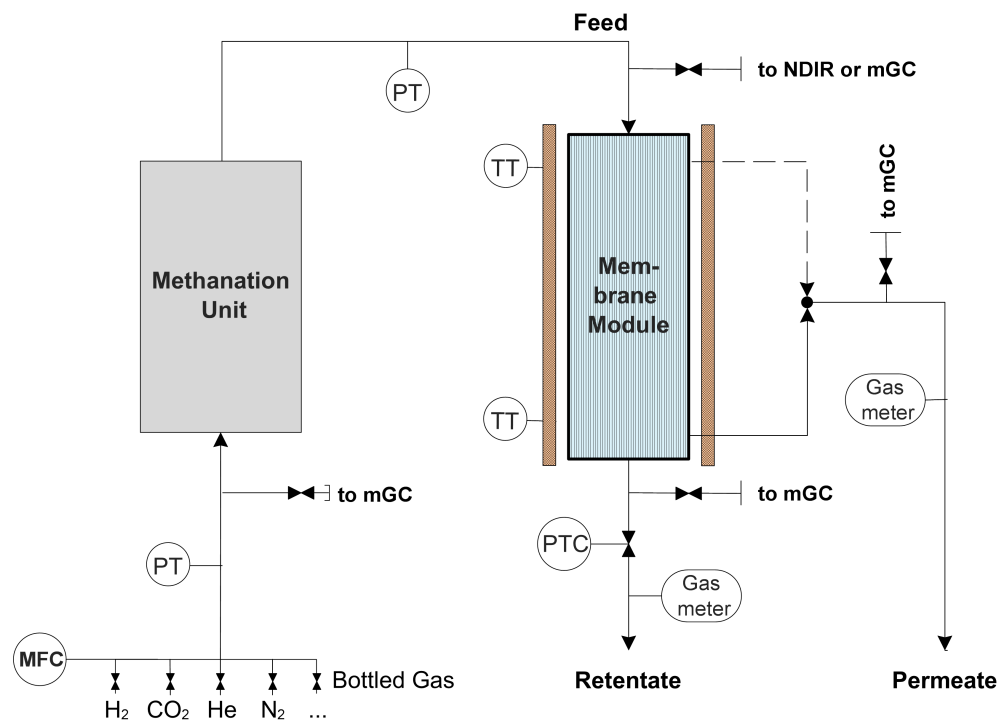 Feed
PT
to NDIR or mGC
TT
to mGC
Methanation
Unit
Mem-
brane
Module
Gas
meter
TT
to mGC
to mGC
PT
PTC
Gas
meter
MFC
Bottled Gas
H₂ CO₂ He N₂ ...
Retentate
Permeate